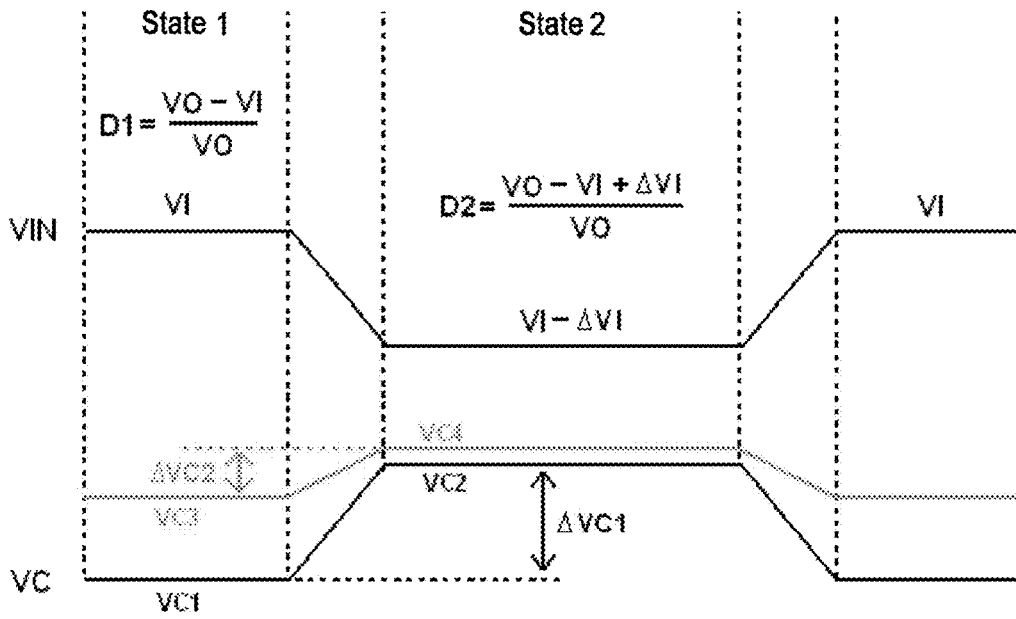 State 1
State 2
D1 = VO – VI / VO
D2 = VO – VI + ΔVI / VO
VI
VI
VIN
VI – ΔVI
VC4
ΔVC2
VC2
VC3
ΔVC1
VC
VC1